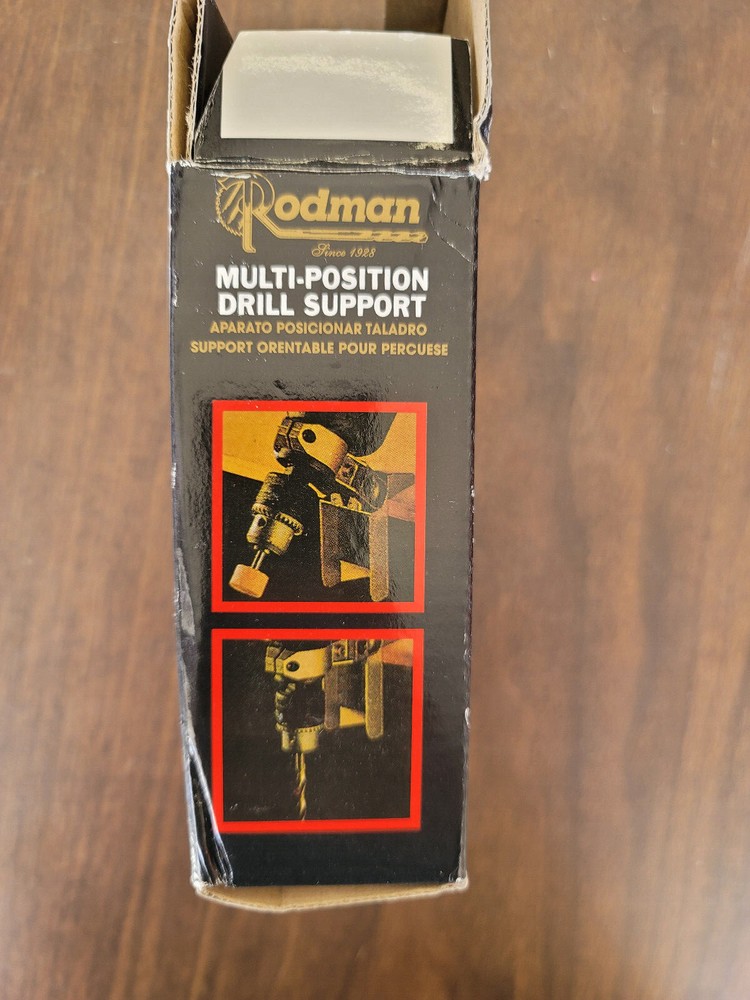 Rodman
Since 1928
MULTI-POSITION
DRILL SUPPORT
APARATO POSICIONAR TALADRO
SUPPORT ORENTABLE POUR PERCUESE